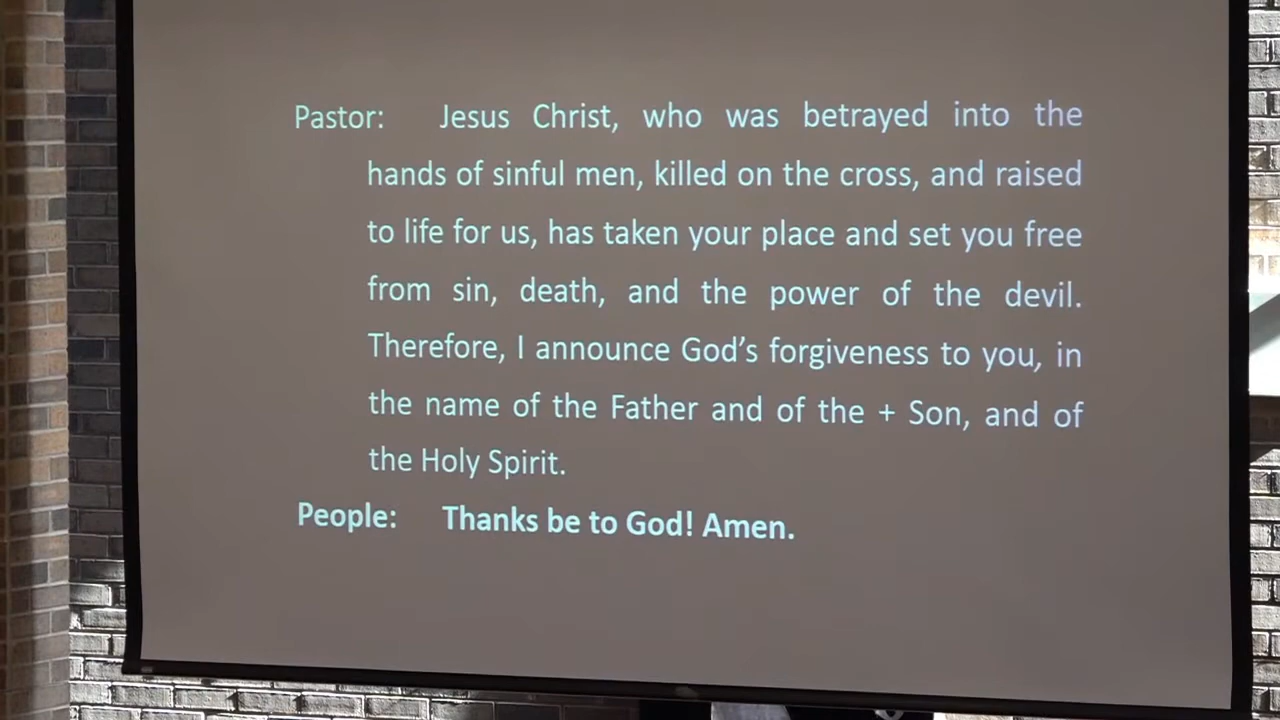 Pastor: Jesus Christ, who was betrayed into the
hands of sinful men, killed on the cross, and raised
to life for us, has taken your place and set you free
from sin, death, and the power of the devil.
Therefore, I announce God’s forgiveness to you, in
the name of the Father and of the + Son, and of
the Holy Spirit.
People: Thanks be to God! Amen.